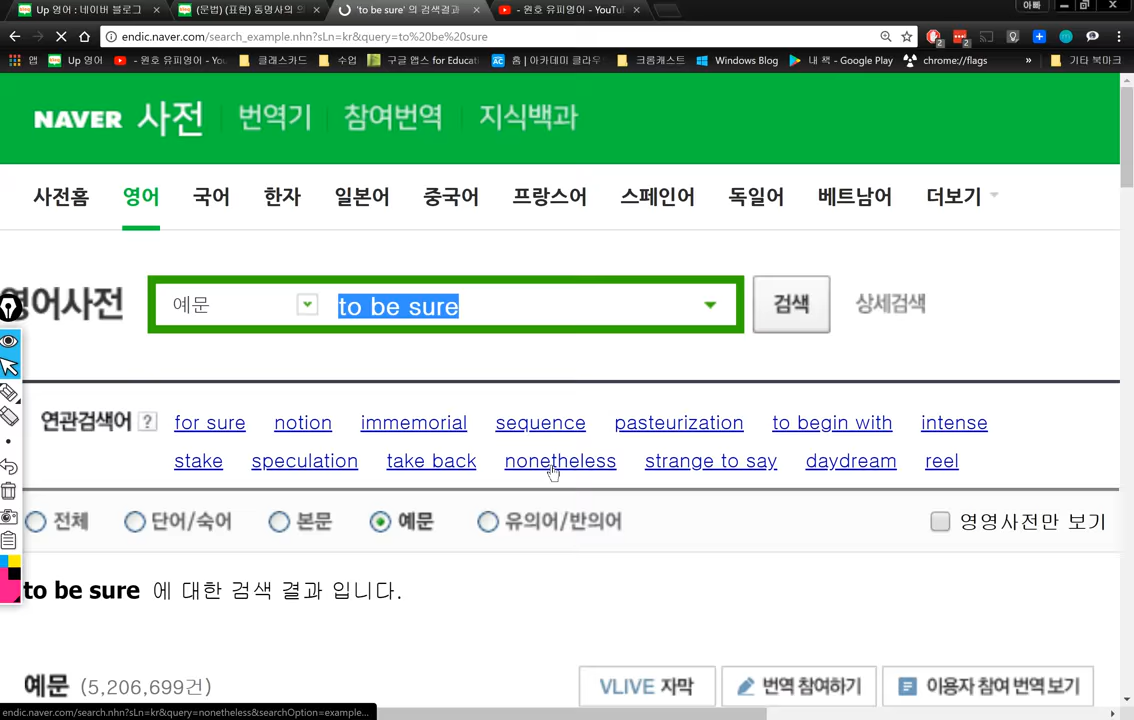 Up 영어 : 네이버 블로그
(문법) (표현) 동명사의 의
'to be sure' 의 검색결과
- 원호 유피영어 - YouTu
아빠
endic.naver.com/search_example.nhn?sLn=kr&query=to%20be%20sure
앱
Up 영어
- 원호 유피영어 - You
클래스카드
수업
구글 앱스 for Educati
홈 | 아카데미 클라우
크롬캐스트
Windows Blog
내 책 - Google Play
chrome://flags
»
기타 북마크
NAVER 사전 번역기 참여번역 지식백과
사전홈 영어 국어 한자 일본어 중국어 프랑스어 스페인어 독일어 베트남어 더보기
영어사전 예문 to be sure 검색 상세검색
연관검색어 ? for sure notion immemorial sequence pasteurization to begin with intense
stake speculation take back nonetheless strange to say daydream reel
전체 단어/숙어 본문 예문 유의어/반의어 영영사전만 보기
to be sure 에 대한 검색 결과 입니다.
예문 (5,206,699건) VLIVE 자막 번역 참여하기 이용자 참여 번역 보기
endic.naver.com/search.nhn?sLn=kr&query=nonetheless&searchOption=example...